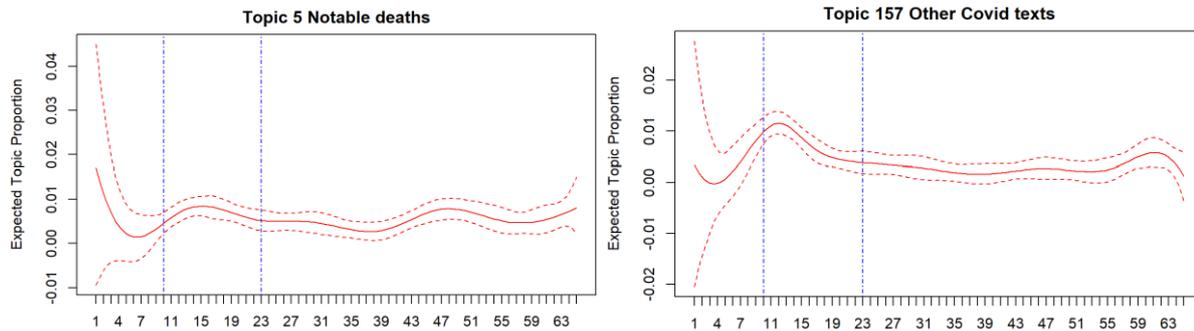 Topic 5 Notable deaths
Expected Topic Proportion
0.04
0.03
0.02
0.01
0.00
-0.01
1 4 7 11 15 19 23 27 31 35 39 43 47 51 55 59 63
Topic 157 Other Covid texts
Expected Topic Proportion
0.02
0.01
0.00
-0.01
-0.02
1 4 7 11 15 19 23 27 31 35 39 43 47 51 55 59 63